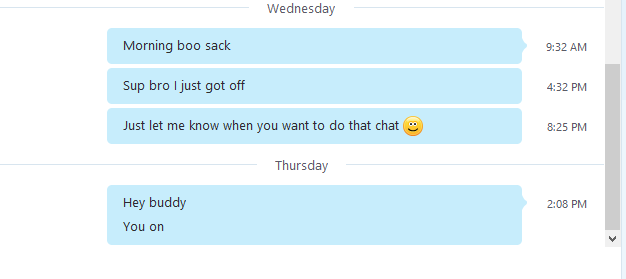 Wednesday
Morning boo sack 9:32 AM
Sup bro I just got off 4:32 PM
Just let me know when you want to do that chat 8:25 PM
Thursday
Hey buddy 2:08 PM
You on